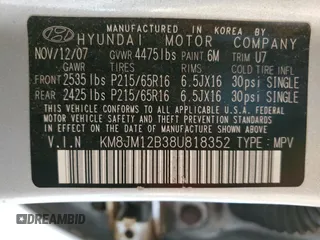 MANUFACTURED IN KOREA BY
HYUNDAI MOTOR COMPANY
NOV/12/07 GVWR 4475lbs PAINT 6M TRIM U7
GAWR TIRES RIMS COLD TIRE INFL
FRONT 2535lbs P215/65R16 6.5JX16 30psi SINGLE
REAR 2425lbs P215/65R16 6.5JX16 30psi SINGLE
THIS VEHICLE CONFORMS TO ALL APPLICABLE
U.S. FEDERAL MOTOR VEHICLE SAFETY,
BUMPER, AND THEFT PREVENTION STANDARDS
IN EFFECT ON THE DATE OF MANUFACTURE
SHOWN ABOVE.
V.I.N KM8JM12B38U818352 TYPE: MPV
DREAMBID